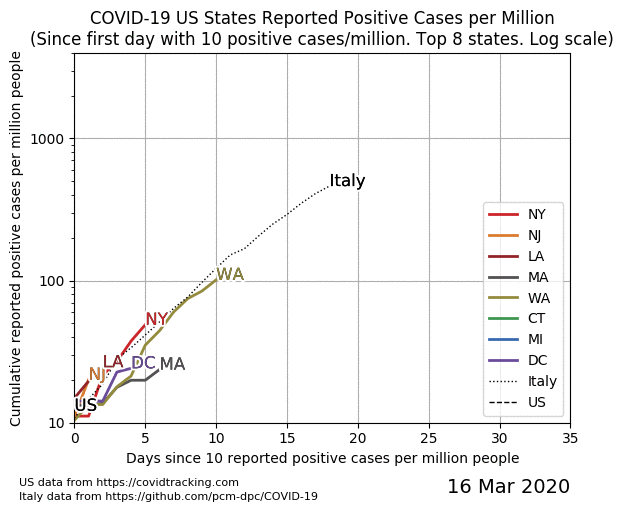 COVID-19 US States Reported Positive Cases per Million
(Since first day with 10 positive cases/million. Top 8 states. Log scale)
Cumulative reported positive cases per million people
1000
100
10
Italy
WA
NY
LA
DC
MA
NJ
US
NY
NJ
LA
MA
WA
CT
MI
DC
Italy
US
0 5 10 15 20 25 30 35
Days since 10 reported positive cases per million people
US data from https://covidtracking.com
Italy data from https://github.com/pcm-dpc/COVID-19
16 Mar 2020